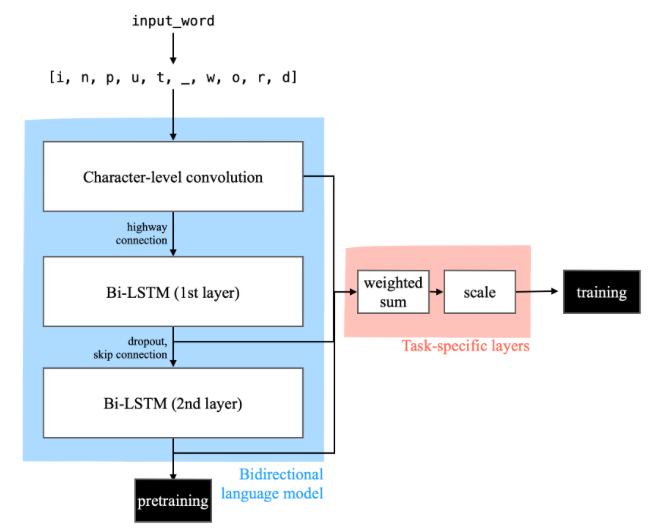 input_word
[i, n, p, u, t, _, w, o, r, d]
Character-level convolution
highway
connection
Bi-LSTM (1st layer)
dropout,
skip connection
Bi-LSTM (2nd layer)
pretraining
Bidirectional
language model
weighted
sum
scale
Task-specific layers
training